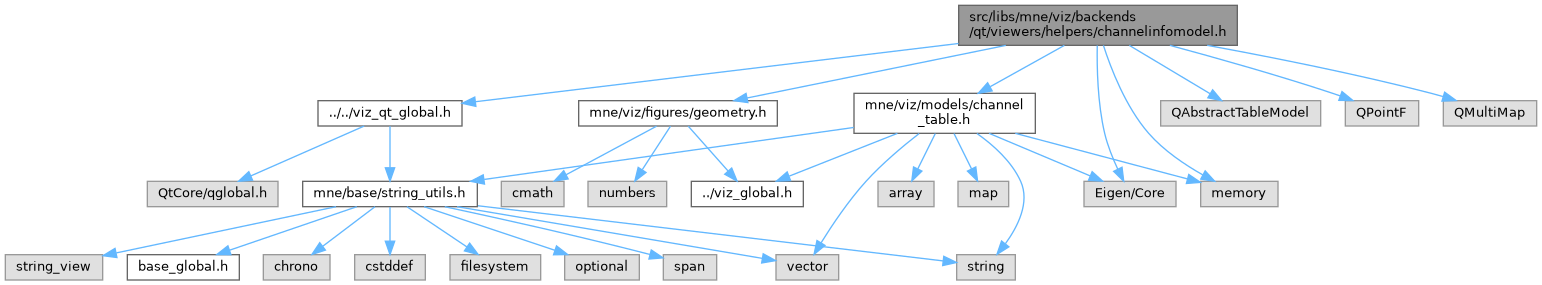 src/libs/mne/viz/backends
/qt/viewers/helpers/channelinfomodel.h
../../viz_qt_global.h
mne/viz/figures/geometry.h
mne/viz/models/channel
_table.h
QAbstractTableModel
QPointF
QMultiMap
QtCore/qglobal.h
mne/base/string_utils.h
cmath
numbers
../viz_global.h
array
map
Eigen/Core
memory
string_view
base_global.h
chrono
cstddef
filesystem
optional
span
vector
string